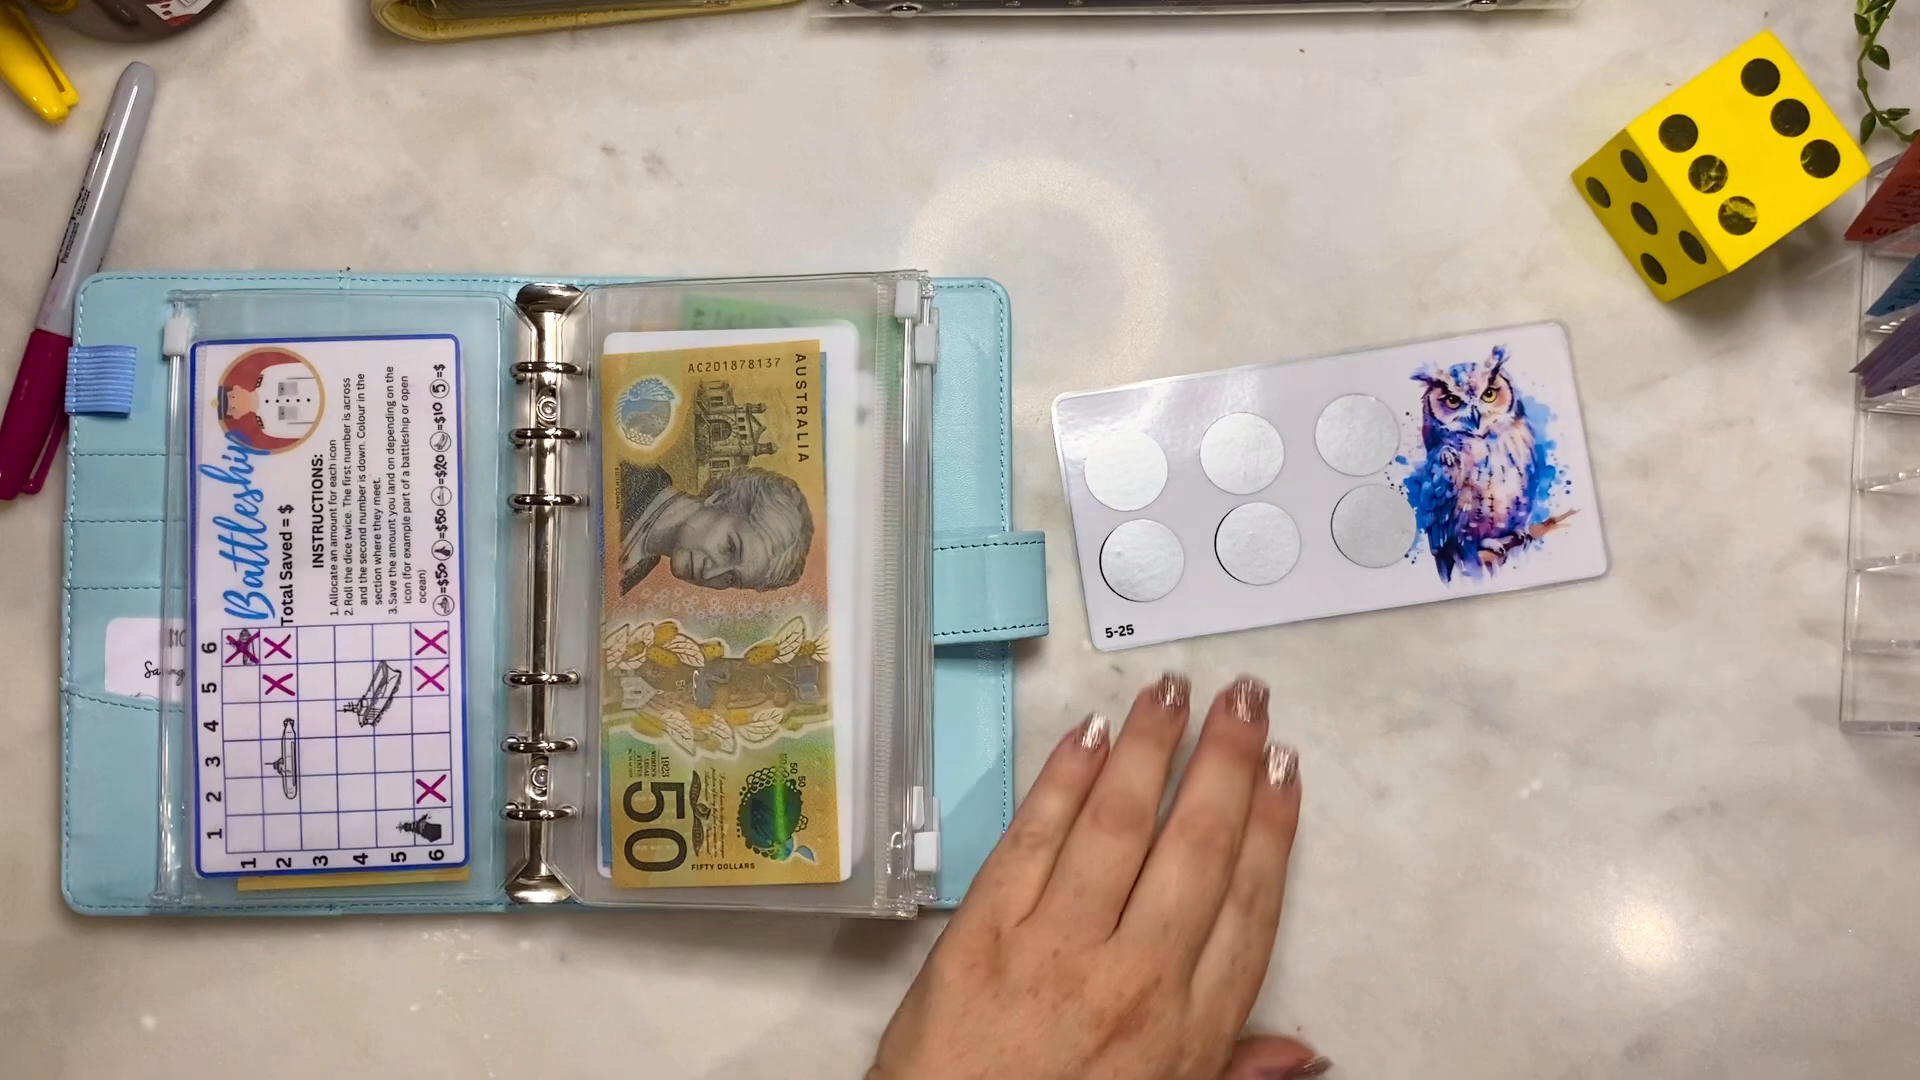 Battleship
Total Saved = $
INSTRUCTIONS:
1. Allocate an amount for each icon
2. Roll the dice twice. The first number is across
and the second number is down. Colour in the
section where they meet.
3. Save the amount you land on depending on the
icon (for example part of a battleship or open
ocean)
=$50 =$50 =$20 =$10 5=$
1 2 3 4 5 6
1
2
3
4
5
6
AC201878137
AUSTRALIA
50
FIFTY DOLLARS
50
50
5-25